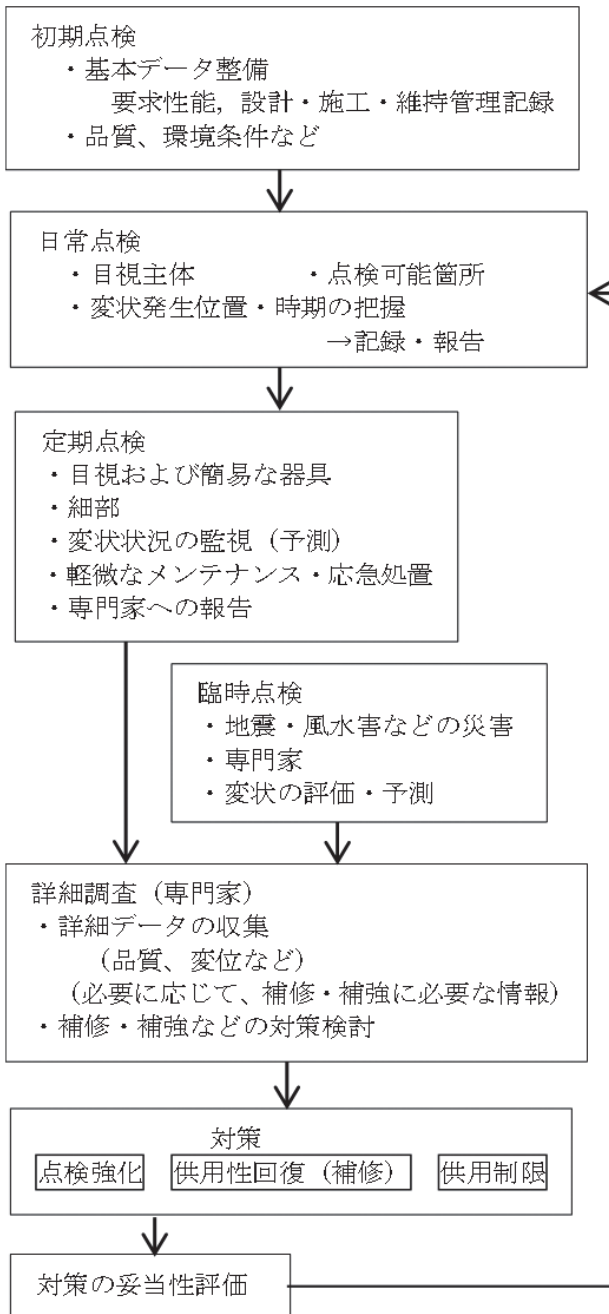 初期点検
・基本データ整備
要求性能，設計・施工・維持管理記録
・品質、環境条件など
日常点検
・目視主体 ・点検可能箇所
・変状発生位置・時期の把握
→記録・報告
定期点検
・目視および簡易な器具
・細部
・変状状況の監視（予測）
・軽微なメンテナンス・応急処置
・専門家への報告
臨時点検
・地震・風水害などの災害
・専門家
・変状の評価・予測
詳細調査（専門家）
・詳細データの収集
（品質、変位など）
（必要に応じて、補修・補強に必要な情報）
・補修・補強などの対策検討
対策
点検強化 供用性回復（補修） 供用制限
対策の妥当性評価